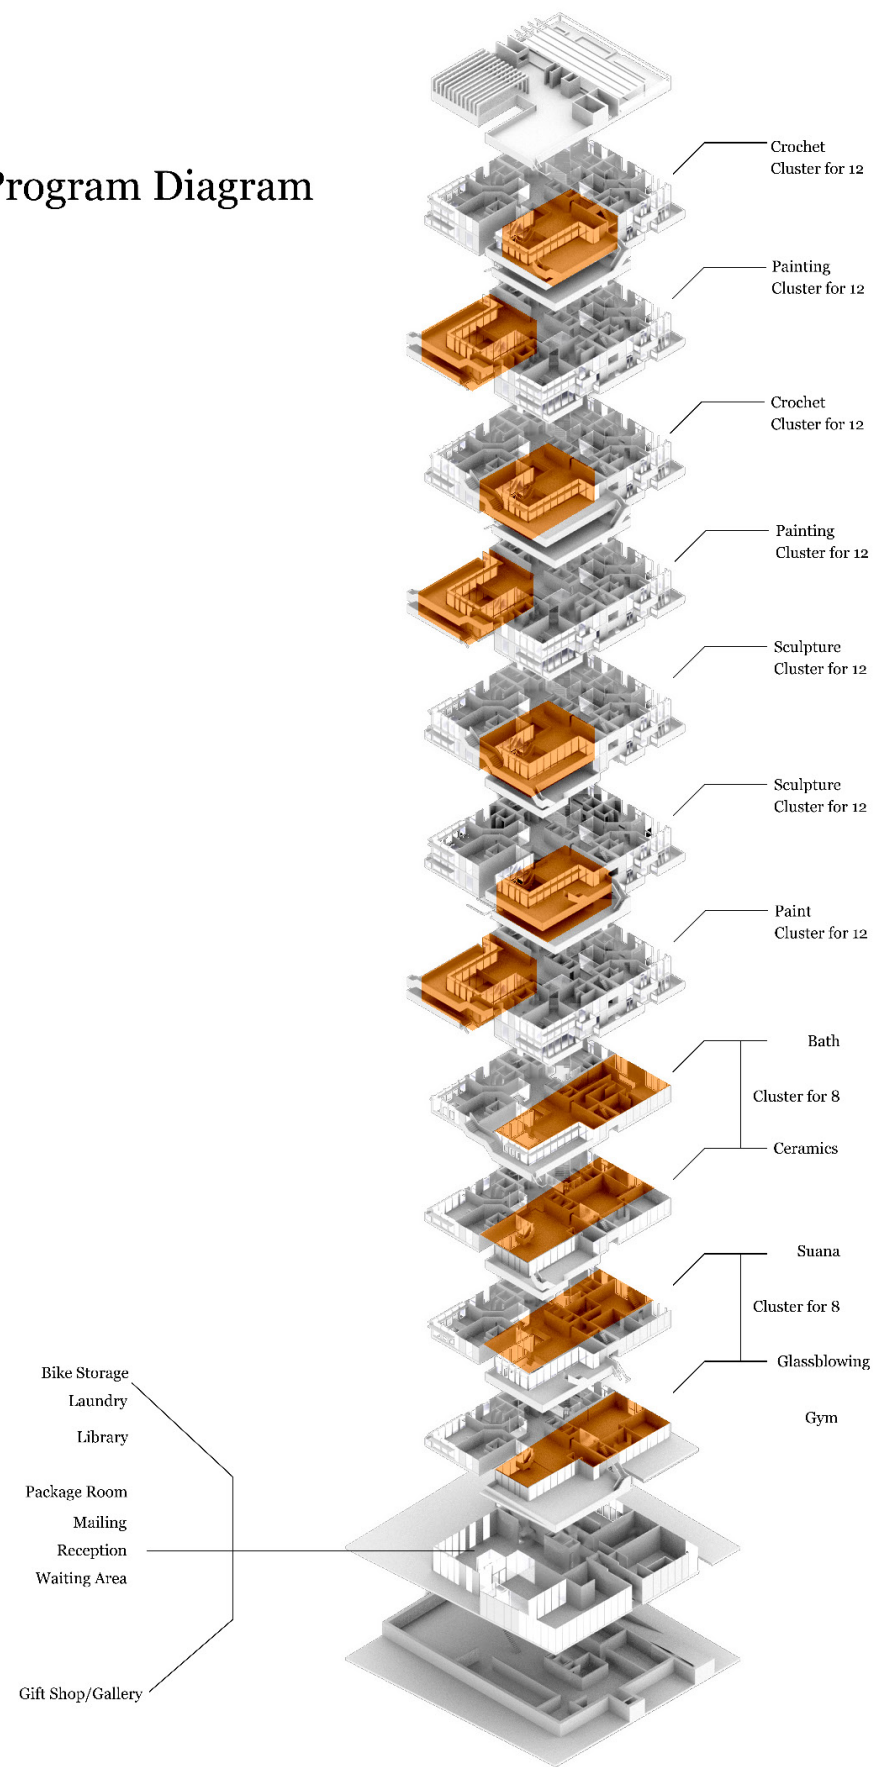 Program Diagram
Crochet
Cluster for 12
Painting
Cluster for 12
Crochet
Cluster for 12
Painting
Cluster for 12
Sculpture
Cluster for 12
Sculpture
Cluster for 12
Paint
Cluster for 12
Bath
Cluster for 8
Ceramics
Suana
Cluster for 8
Glassblowing
Gym
Bike Storage
Laundry
Library
Package Room
Mailing
Reception
Waiting Area
Gift Shop/Gallery